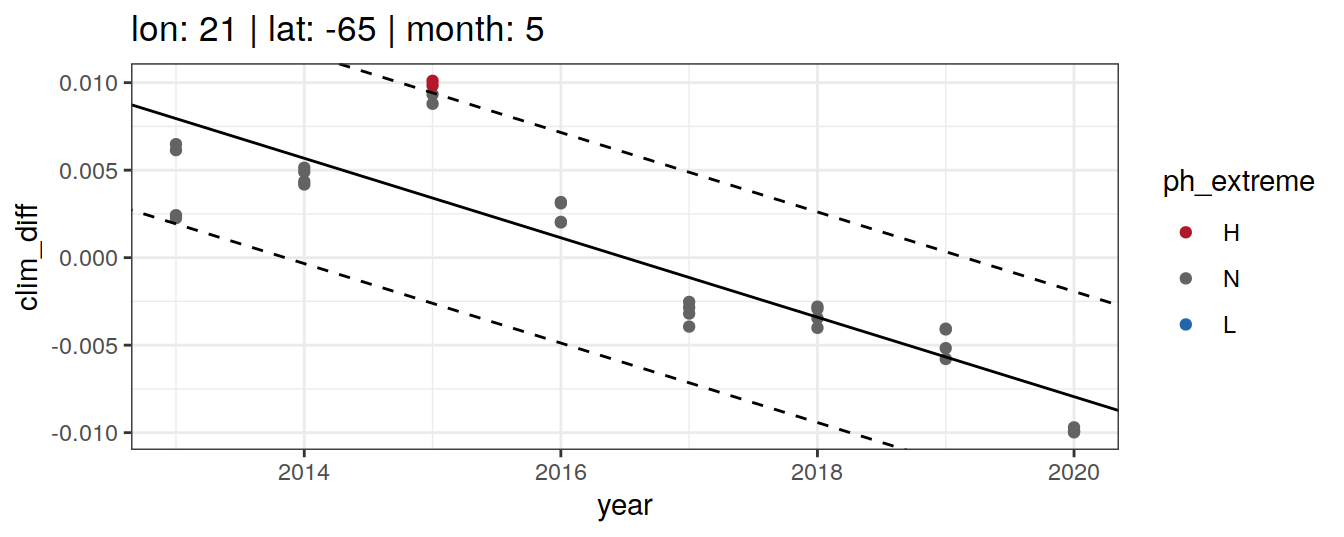 lon: 21 | lat: -65 | month: 5
0.010
0.005
0.000
-0.005
-0.010
clim_diff
2014
2016
2018
2020
year
ph_extreme
H
N
L